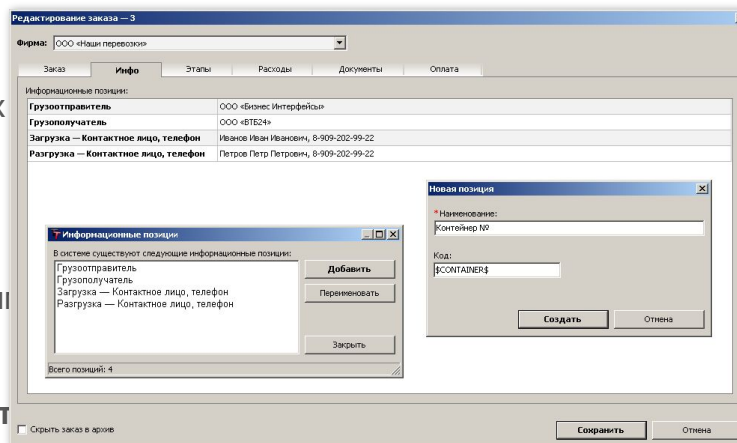 Редактирование заказа — 3
Фирма: ООО «Наши перевозки»
Заказ Инфо Этапы Расходы Документы Оплата
Информационные позиции:
Грузоотправитель ООО «Бизнес Интерфейсы»
Грузополучатель ООО «ВТБ24»
Загрузка — Контактное лицо, телефон Иванов Иван Иванович, 8-909-202-99-22
Разгрузка — Контактное лицо, телефон Петров Петр Петрович, 8-909-202-99-22
Новая позиция
*Наименование:
Контейнер №
Код:
$CONTAINER$
Создать Отмена
Информационные позиции
В системе существуют следующие информационные позиции:
Грузоотправитель
Грузополучатель
Загрузка — Контактное лицо, телефон
Разгрузка — Контактное лицо, телефон
Добавить
Переименовать
Закрыть
Всего позиций: 4
Скрыть заказ в архив
Сохранить Отмена